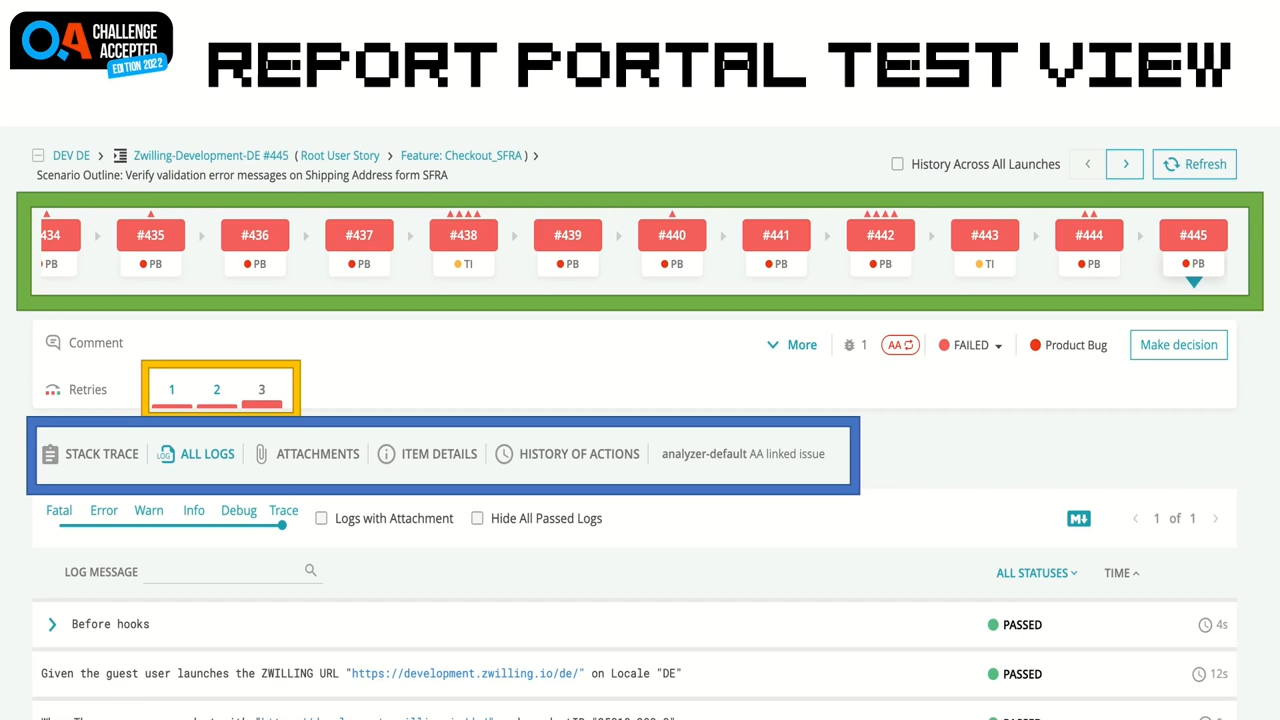 QA CHALLENGE
ACCEPTED
EDITION 2022
REPORT PORTAL TEST VIEW
DEV DE > Zwilling-Development-DE #445 ( Root User Story > Feature: Checkout_SFRA ) >
Scenario Outline: Verify validation error messages on Shipping Address form SFRA
History Across All Launches < > Refresh
434 #435 #436 #437 #438 #439 #440 #441 #442 #443 #444 #445
PB PB PB PB TI PB PB PB PB TI PB PB
Comment
More 1 AA FAILED Product Bug Make decision
Retries 1 2 3
STACK TRACE LOG ALL LOGS ATTACHMENTS ITEM DETAILS HISTORY OF ACTIONS analyzer-default AA linked issue
Fatal Error Warn Info Debug Trace Logs with Attachment Hide All Passed Logs M < 1 of 1 >
LOG MESSAGE ALL STATUSES TIME
Before hooks PASSED 4s
Given the guest user launches the ZWILLING URL "https://development.zwilling.io/de/" on Locale "DE" PASSED 12s